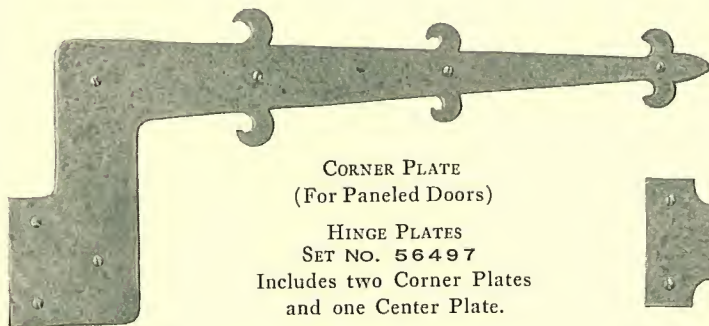 CORNER PLATE
(For Paneled Doors)
HINGE PLATES
SET No. 56497
Includes two Corner Plates
and one Center Plate.